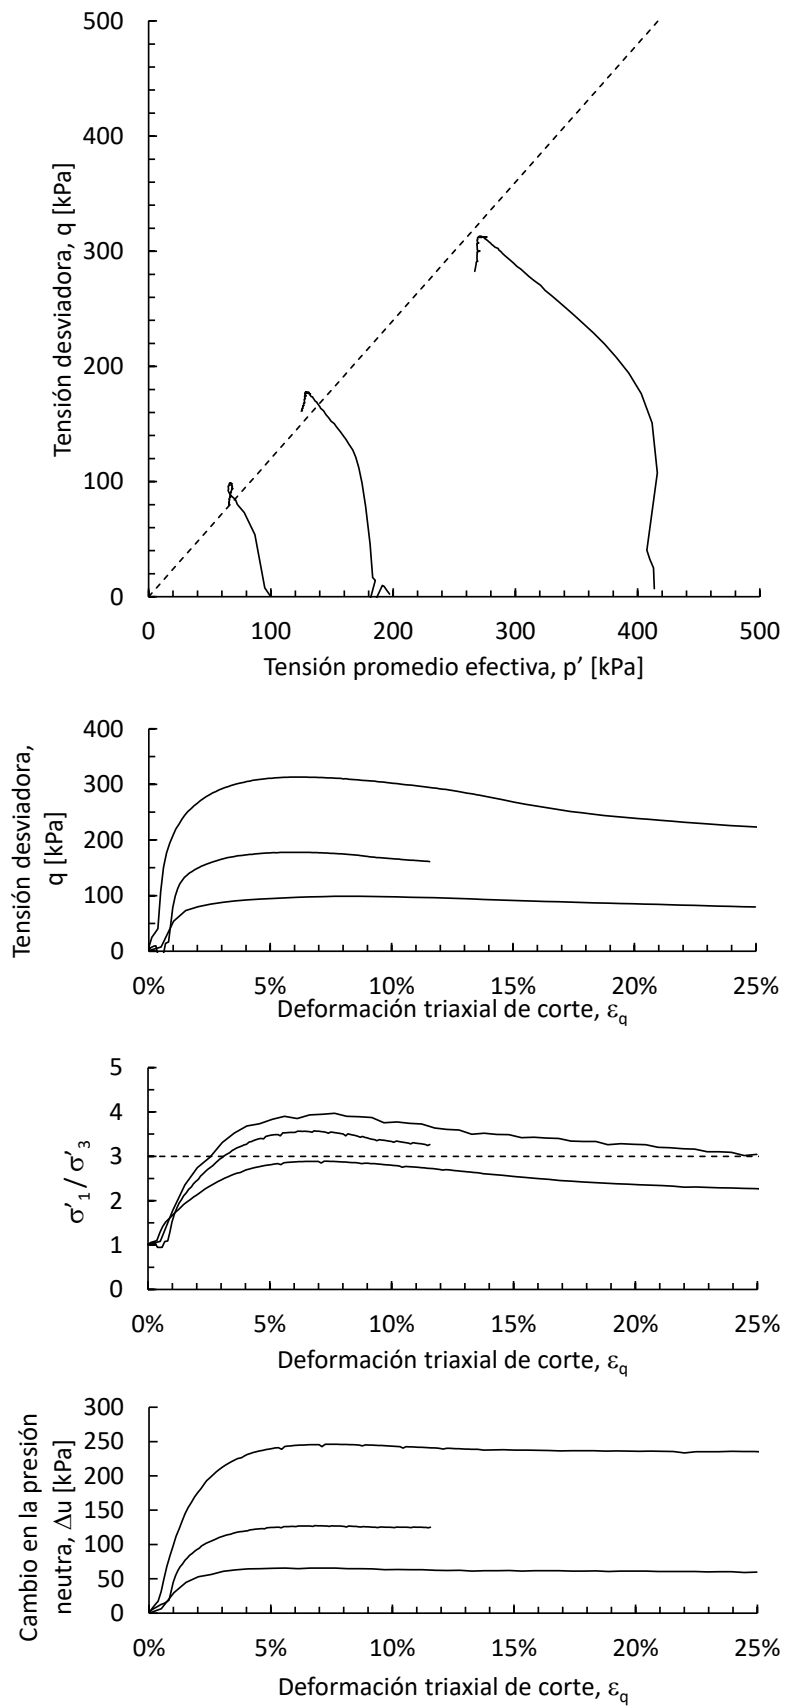 500
400
300
200
100
0
Tensión desviadora, q [kPa]
0 100 200 300 400 500
Tensión promedio efectiva, p’ [kPa]
400
300
200
100
0
Tensión desviadora,
q [kPa]
0% 5% 10% 15% 20% 25%
Deformación triaxial de corte, εq
5
4
3
2
1
0
σ’1 / σ’3
0% 5% 10% 15% 20% 25%
Deformación triaxial de corte, εq
300
250
200
150
100
50
0
Cambio en la presión
neutra, Δu [kPa]
0% 5% 10% 15% 20% 25%
Deformación triaxial de corte, εq